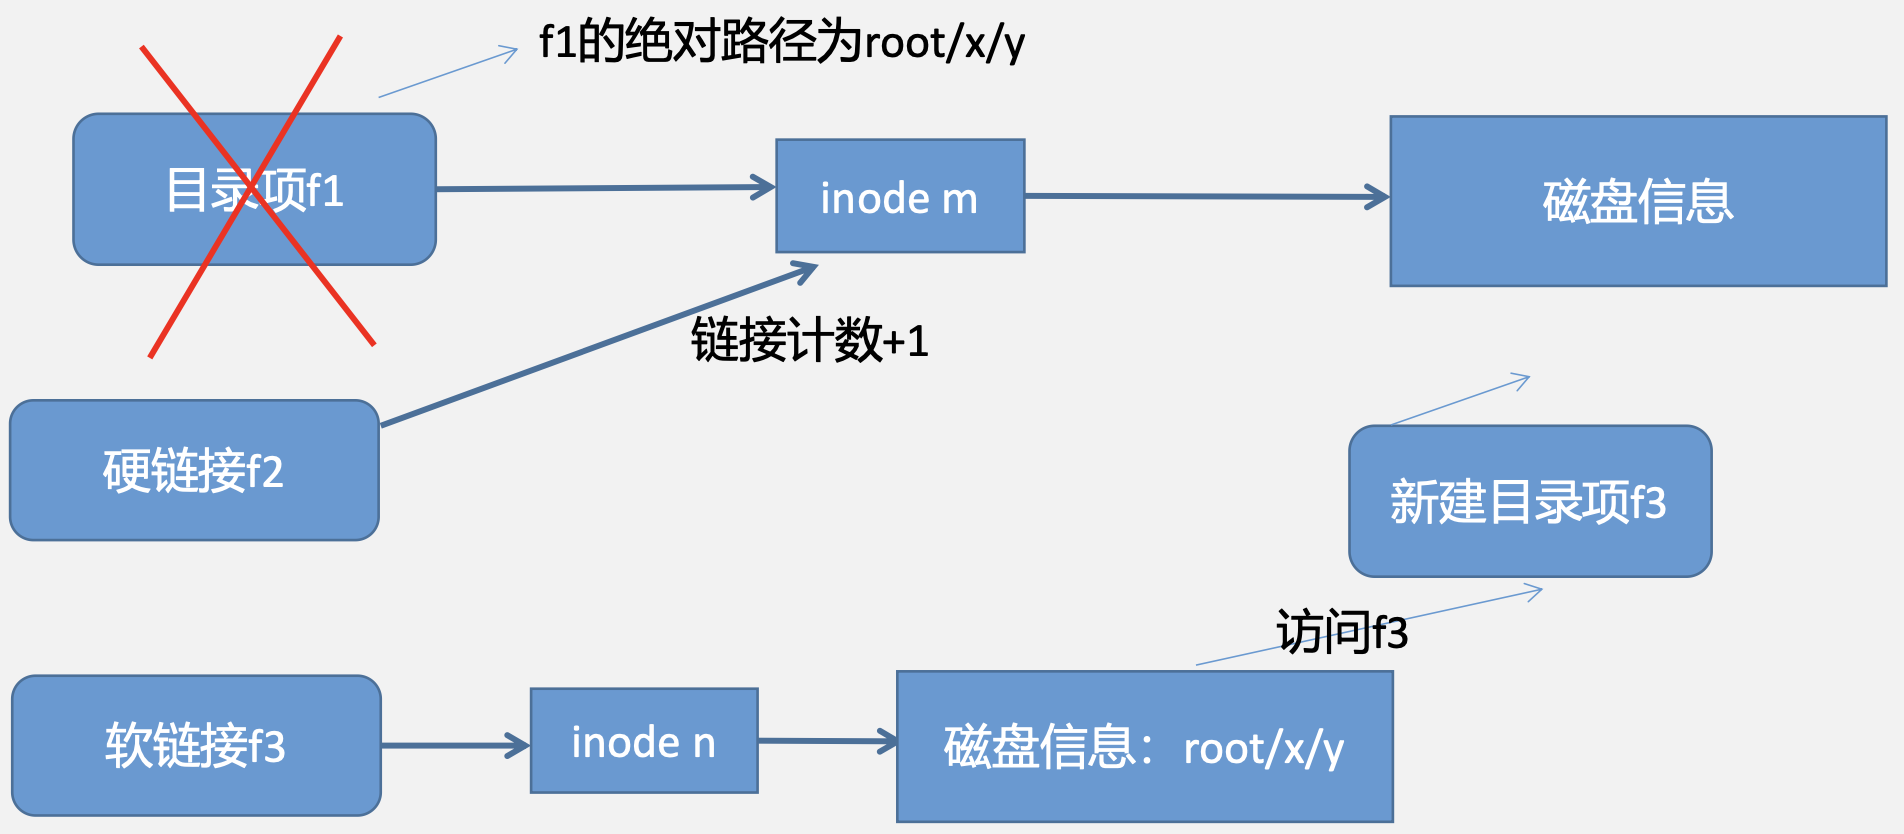 f1的绝对路径为root/x/y
目录项f1
inode m
磁盘信息
链接计数+1
硬链接f2
新建目录项f3
访问f3
软链接f3
inode n
磁盘信息：root/x/y